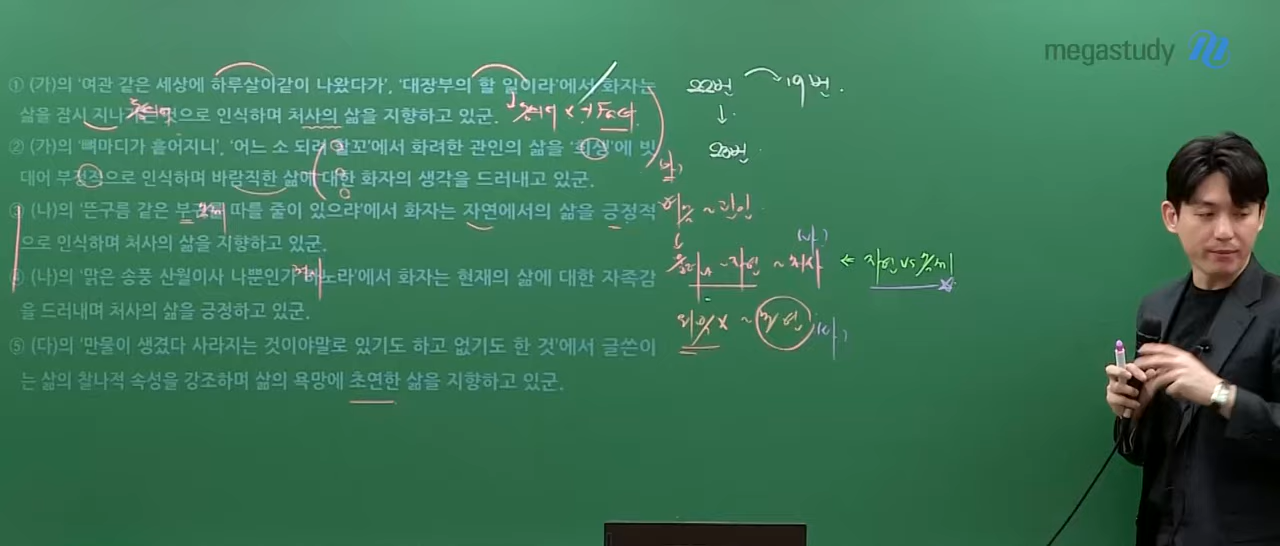 megastudy
① (가)의 '여관 같은 세상에 하루살이같이 나왔다가', '대장부의 할 일이라'에서 화자는
삶을 잠시 지나가는 것으로 인식하며 처사의 삶을 지향하고 있군.
② (가)의 '뼈마디가 흩어지니', '어느 소 되려 할꼬'에서 화려한 관인의 삶을 '희생'에 빗
대어 부정적으로 인식하며 바람직한 삶에 대한 화자의 생각을 드러내고 있군.
③ (나)의 '뜬구름 같은 부귀를 따를 줄이 있으랴'에서 화자는 자연에서의 삶을 긍정적
으로 인식하며 처사의 삶을 지향하고 있군.
④ (나)의 '맑은 송풍 산월이사 나뿐인가 하노라'에서 화자는 현재의 삶에 대한 자족감
을 드러내며 처사의 삶을 긍정하고 있군.
⑤ (다)의 '만물이 생겼다 사라지는 것이야말로 있기도 하고 없기도 한 것'에서 글쓴이
는 삶의 찰나적 속성을 강조하며 삶의 욕망에 초연한 삶을 지향하고 있군.
22번 19번.
x Fact
~관인
(나)
~자연 ~처사 ← 자연 vs 속세
x ~